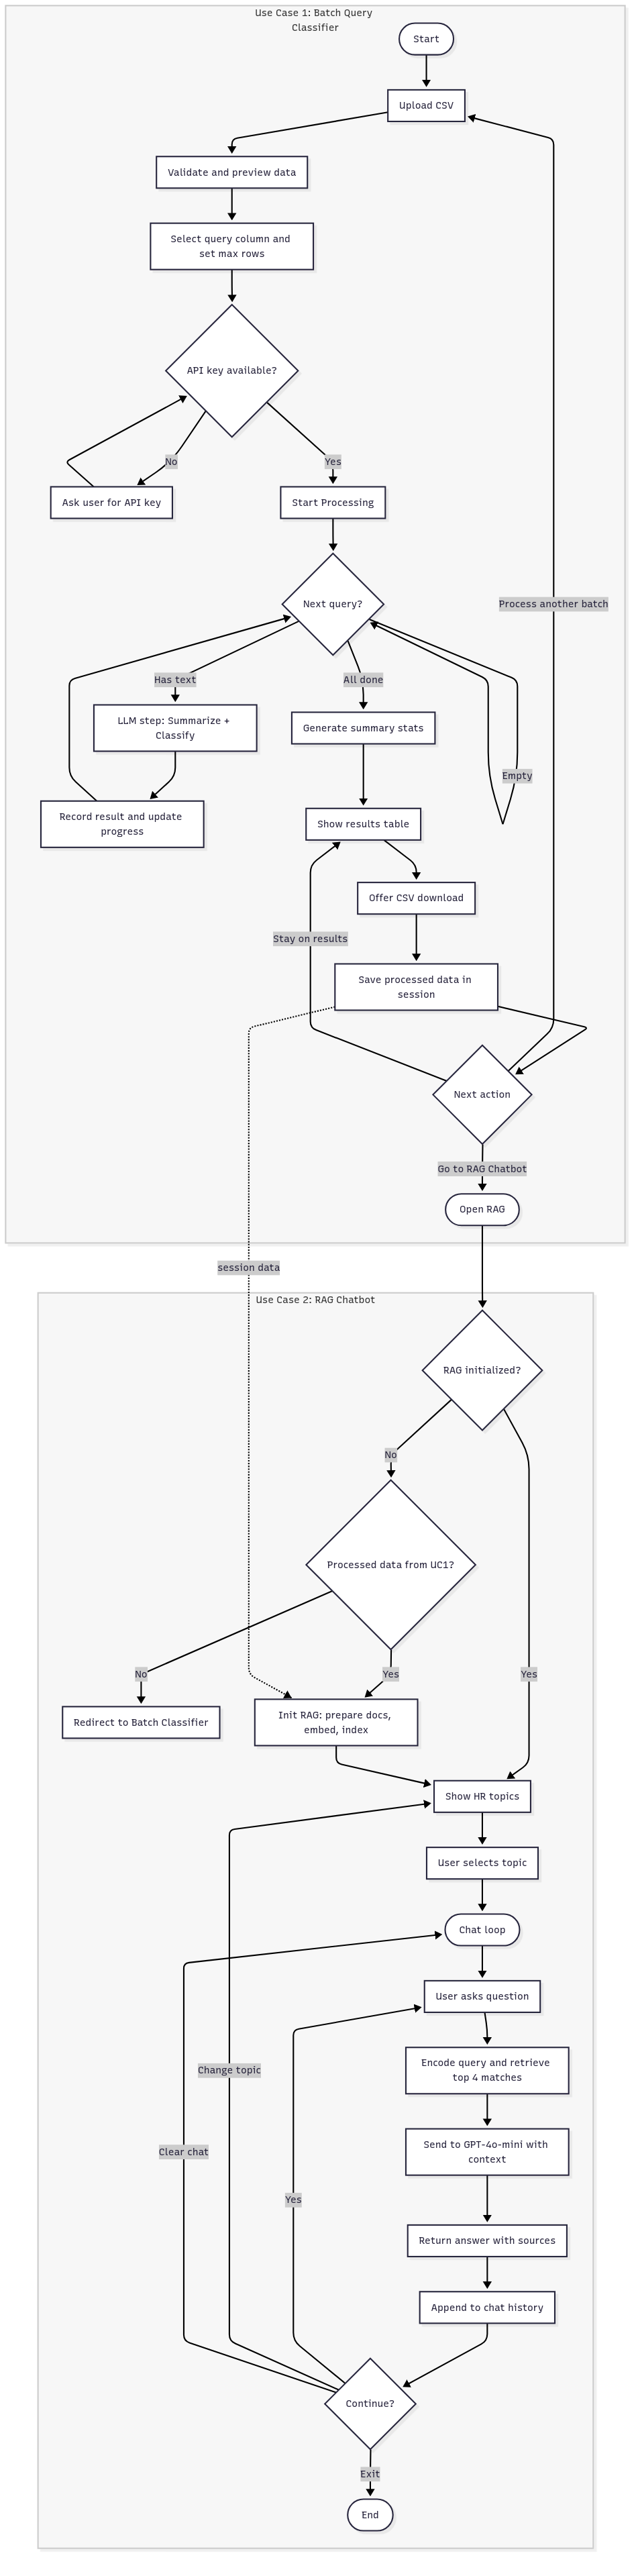 Use Case 1: Batch Query
Classifier
Start
Upload CSV
Validate and preview data
Select query column and
set max rows
API key available?
No
Yes
Ask user for API key
Start Processing
Next query?
Process another batch
Has text
All done
LLM step: Summarize +
Classify
Generate summary stats
Empty
Record result and update
progress
Show results table
Offer CSV download
Stay on results
Save processed data in
session
Next action
Go to RAG Chatbot
Open RAG
session data
Use Case 2: RAG Chatbot
RAG initialized?
No
Processed data from UC1?
No
Yes
Yes
Redirect to Batch Classifier
Init RAG: prepare docs,
embed, index
Show HR topics
User selects topic
Chat loop
User asks question
Encode query and retrieve
top 4 matches
Change topic
Clear chat
Send to GPT-4o-mini with
context
Yes
Return answer with sources
Append to chat history
Continue?
Exit
End